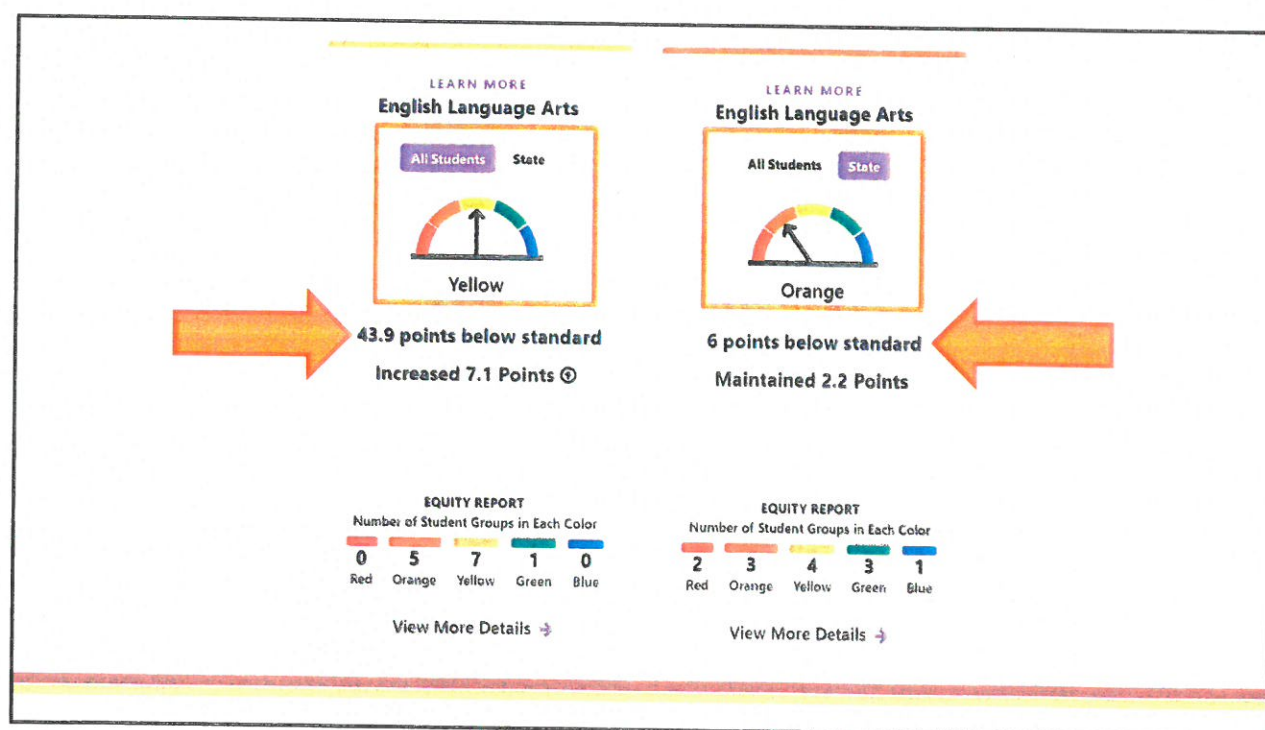 LEARN MORE
English Language Arts
All Students State
Yellow
43.9 points below standard
Increased 7.1 Points
EQUITY REPORT
Number of Student Groups in Each Color
0 5 7 1 0
Red Orange Yellow Green Blue
View More Details
LEARN MORE
English Language Arts
All Students State
Orange
6 points below standard
Maintained 2.2 Points
EQUITY REPORT
Number of Student Groups in Each Color
2 3 4 3 1
Red Orange Yellow Green Blue
View More Details